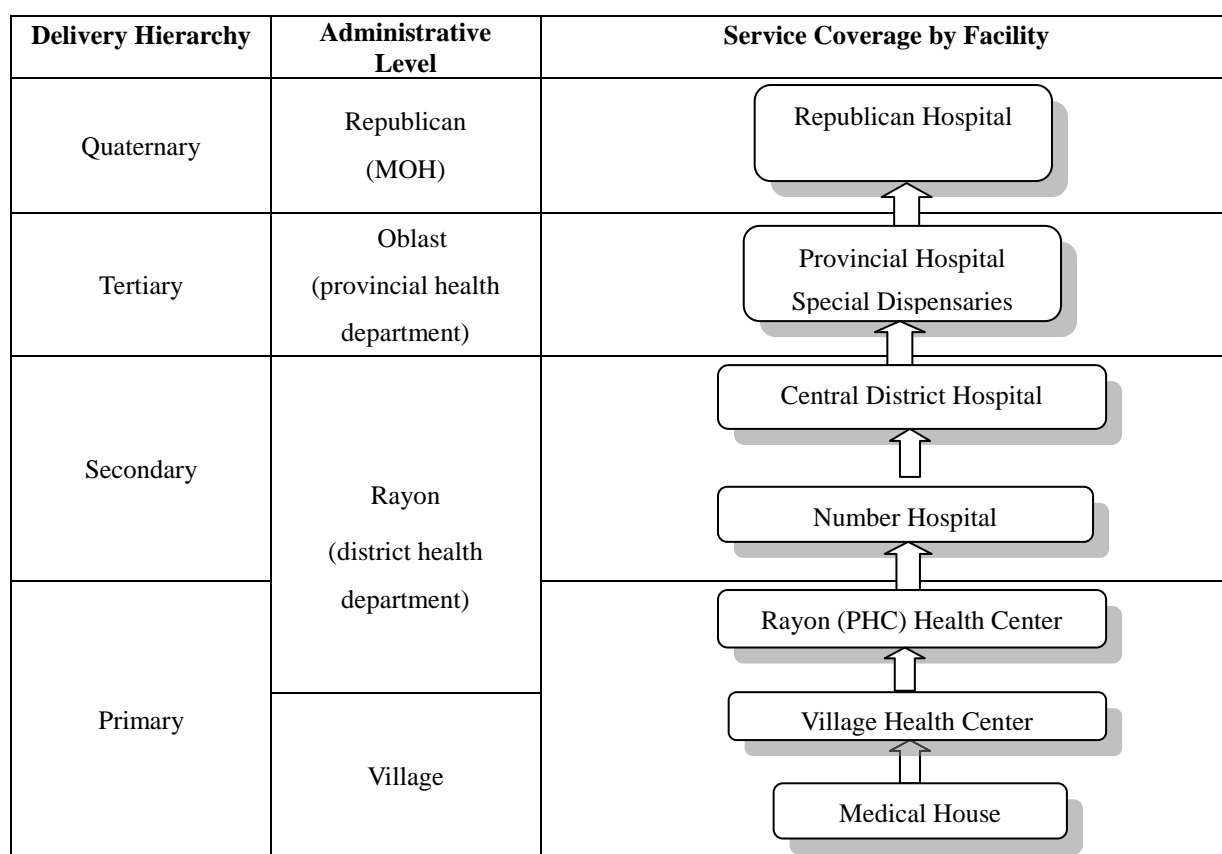 Delivery Hierarchy
Administrative
Level
Service Coverage by Facility
Quaternary
Republican
(MOH)
Republican Hospital
Tertiary
Oblast
(provincial health
department)
Provincial Hospital
Special Dispensaries
Secondary
Rayon
(district health
department)
Central District Hospital
Number Hospital
Primary
Rayon (PHC) Health Center
Village
Village Health Center
Medical House